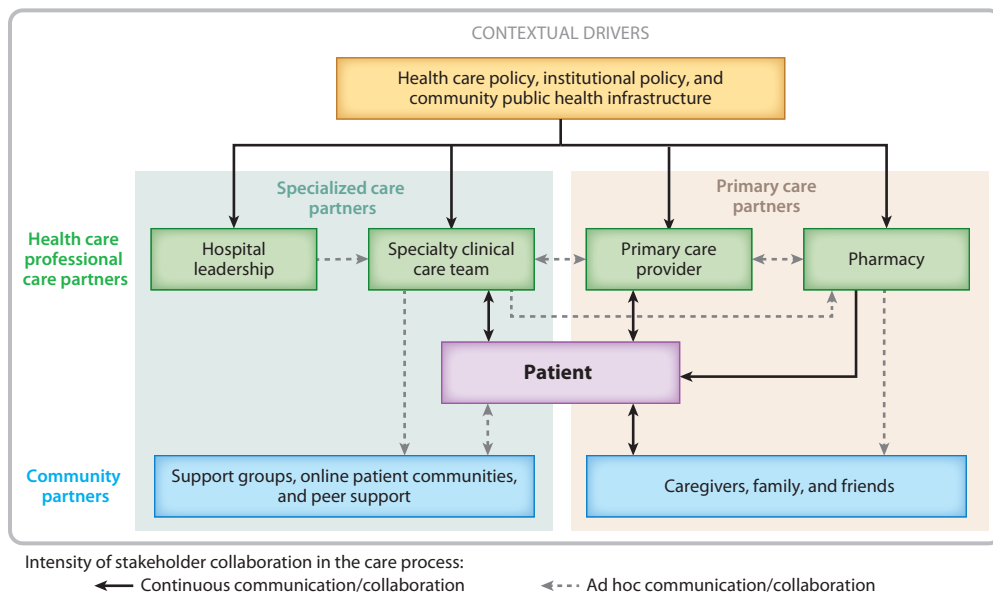 CONTEXTUAL DRIVERS
Health care policy, institutional policy, and
community public health infrastructure
Specialized care
partners
Primary care
partners
Health care
professional
care partners
Hospital
leadership
Specialty clinical
care team
Primary care
provider
Pharmacy
Patient
Community
partners
Support groups, online patient communities,
and peer support
Caregivers, family, and friends
Intensity of stakeholder collaboration in the care process:
Continuous communication/collaboration
Ad hoc communication/collaboration